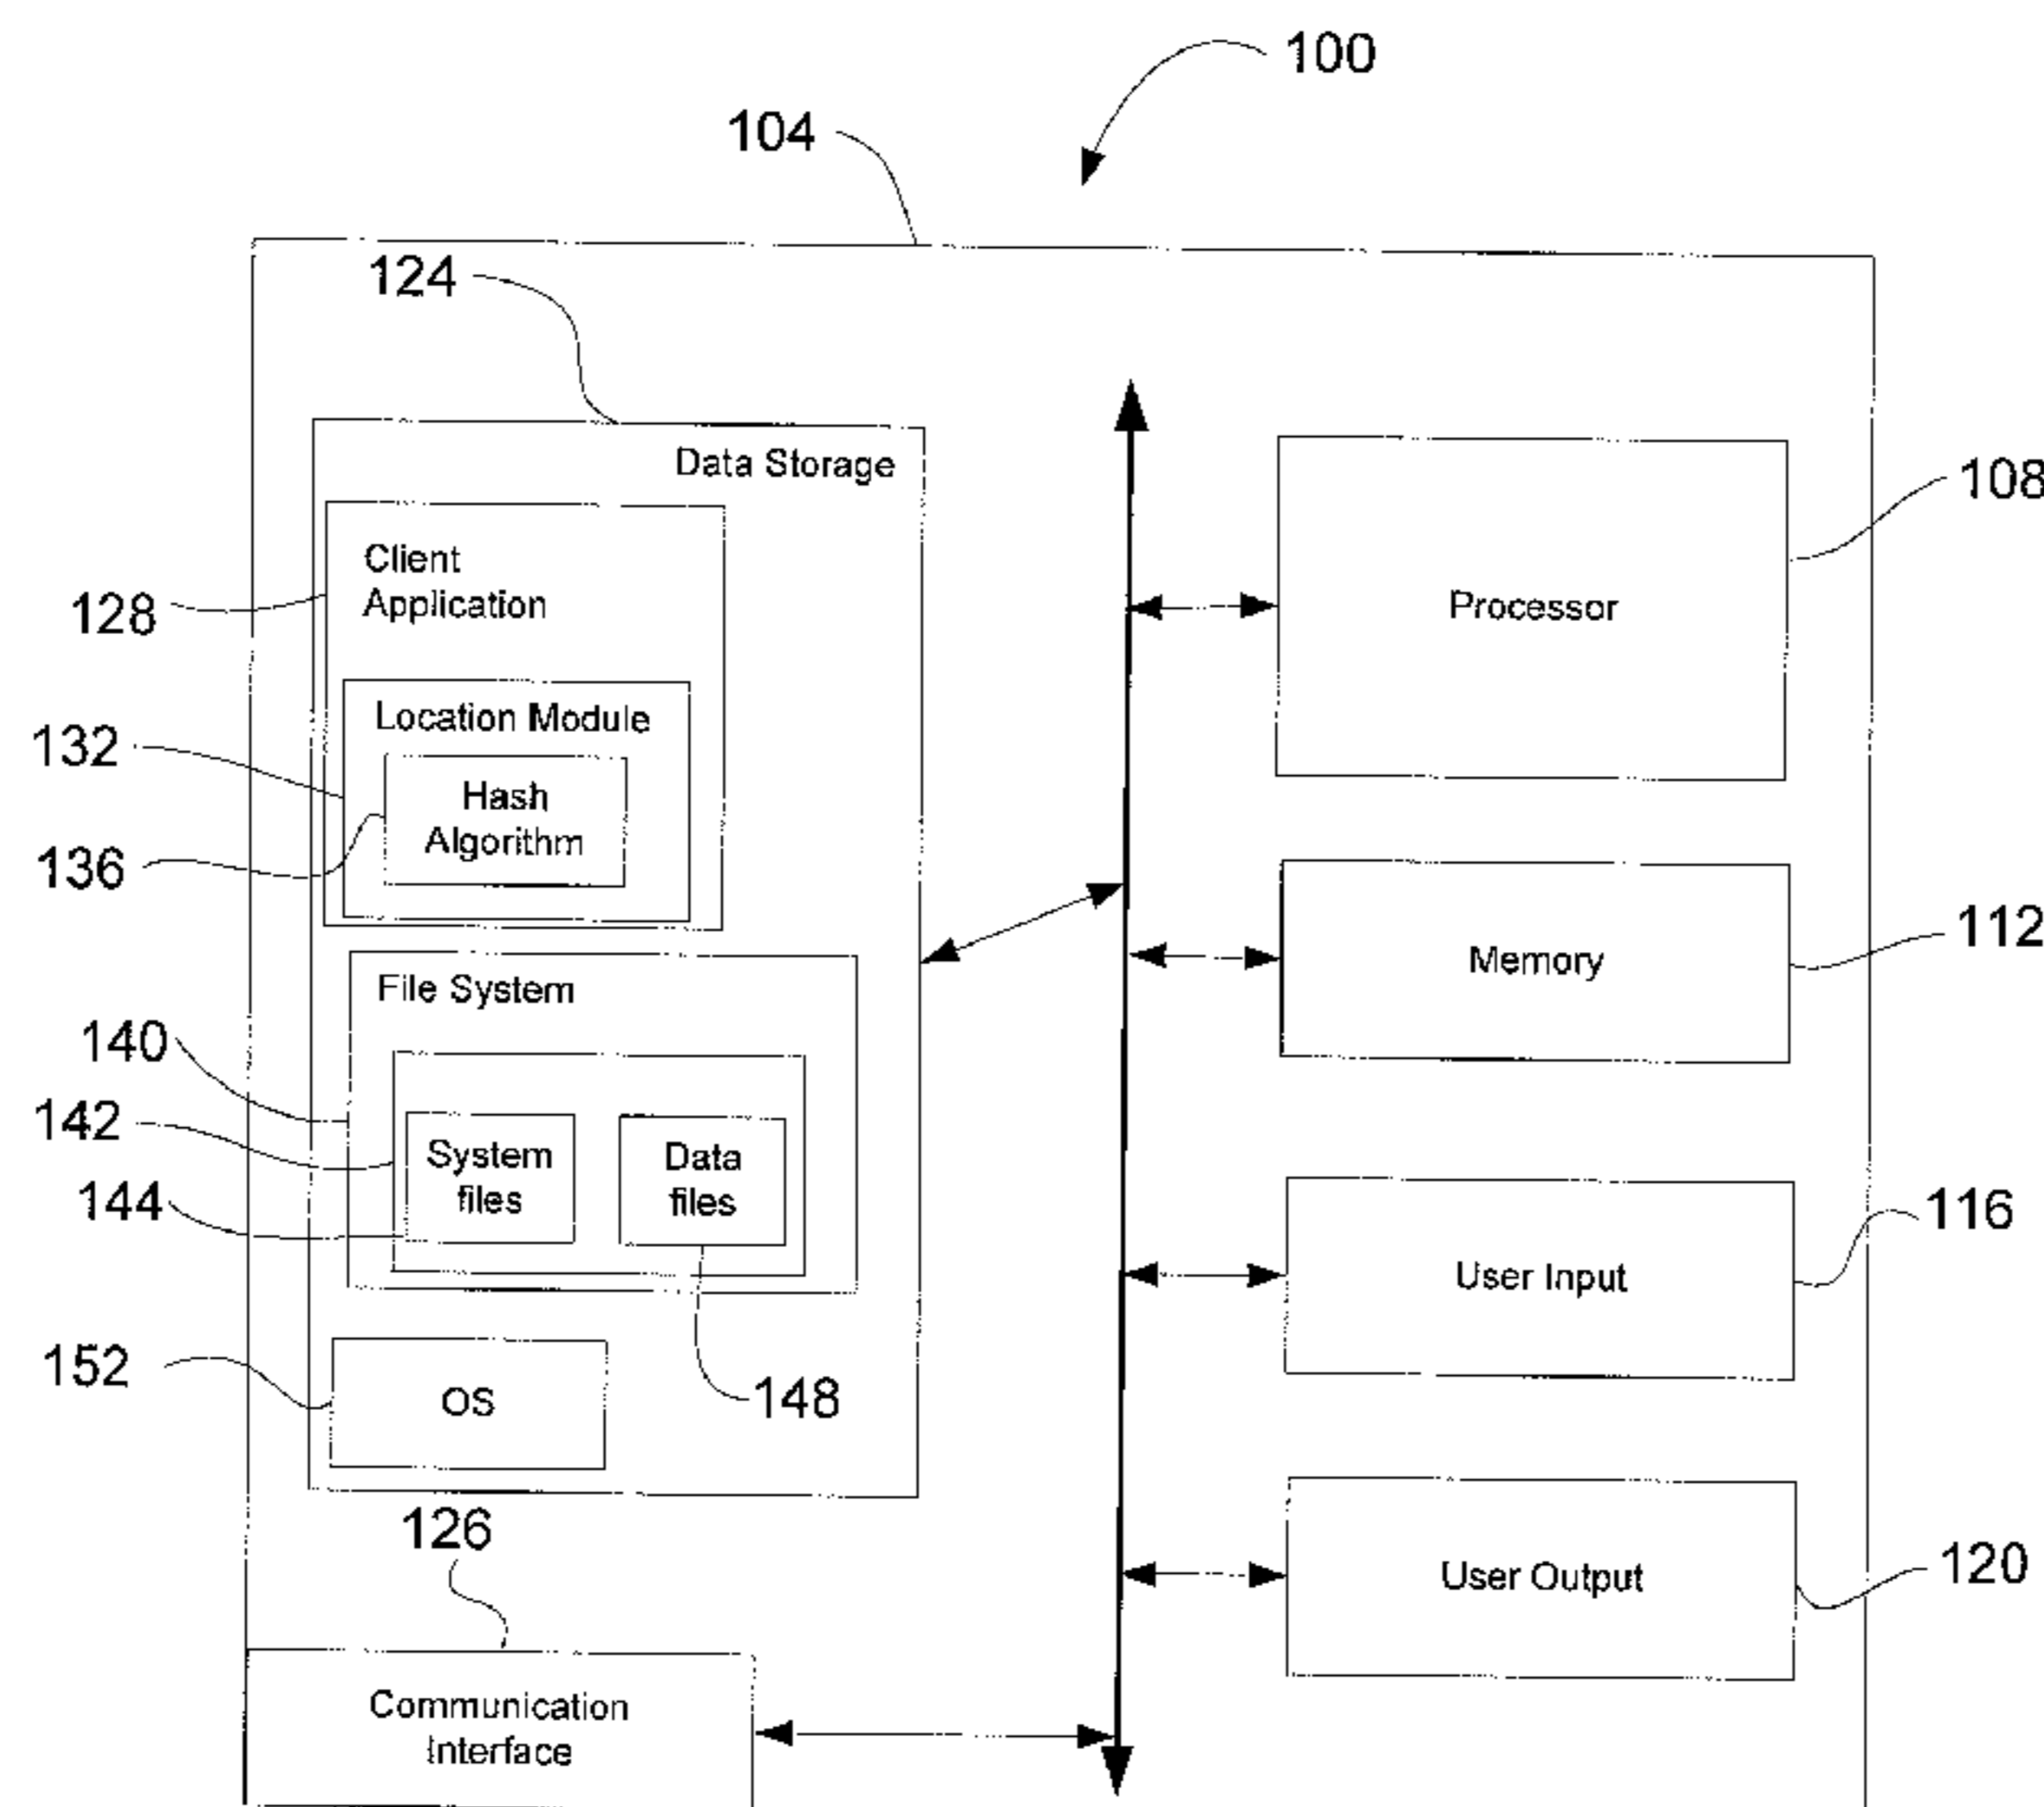 100
104
124
Data Storage
Client
Application
128
Processor
108
Location Module
132
Hash
Algorithm
136
Memory
112
File System
140
142
System
files
Data
files
144
User Input
116
152
OS
148
126
User Output
120
Communication
Interface